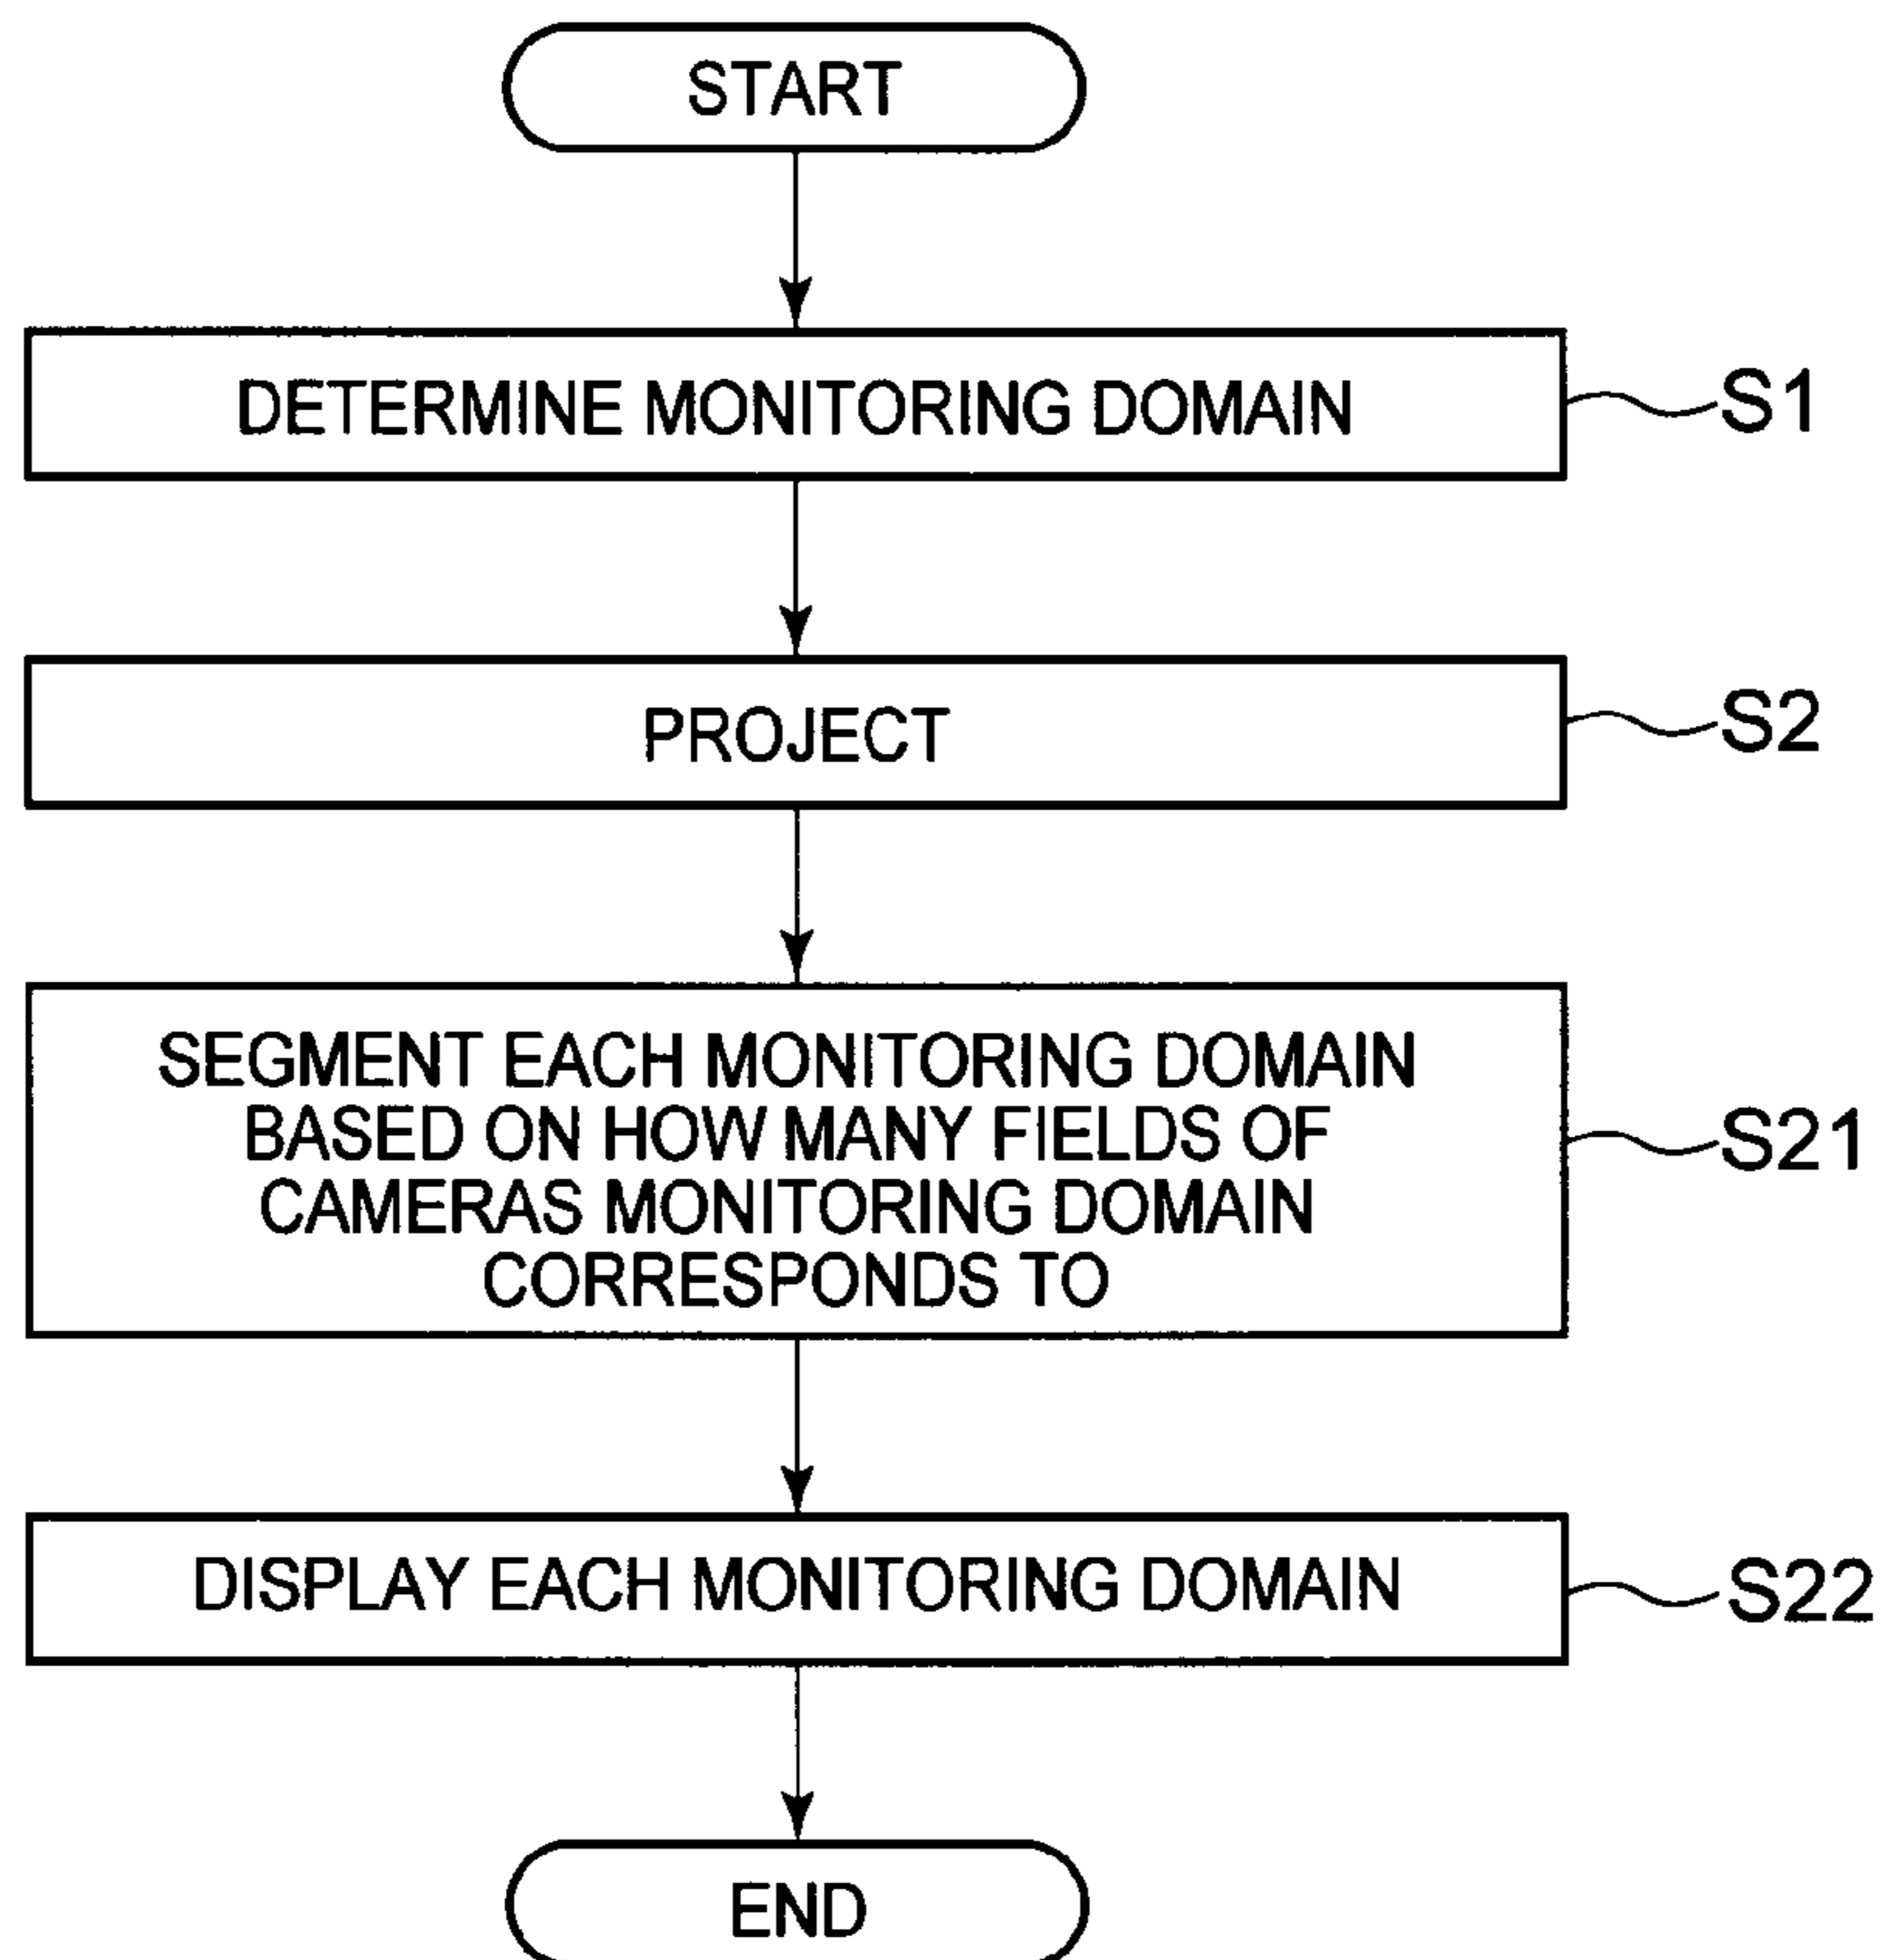 START
DETERMINE MONITORING DOMAIN
S1
PROJECT
S2
SEGMENT EACH MONITORING DOMAIN
BASED ON HOW MANY FIELDS OF
CAMERAS MONITORING DOMAIN
CORRESPONDS TO
S21
DISPLAY EACH MONITORING DOMAIN
S22
END